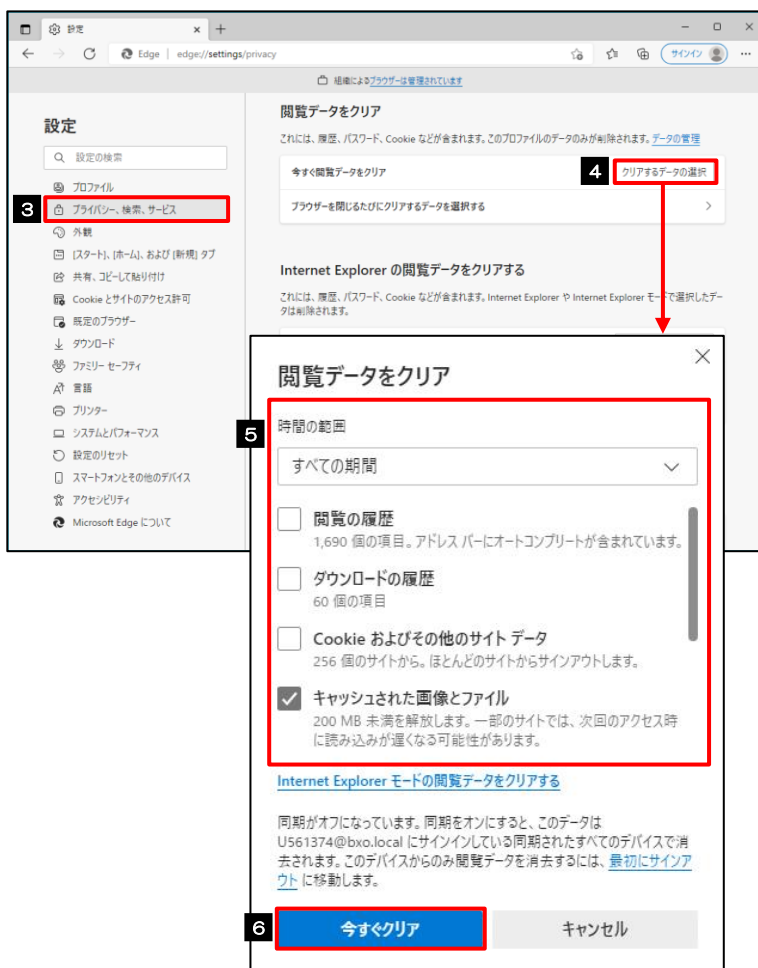 設定
Edge | edge://settings/privacy
サインイン
組織によるブラウザーは管理されています
設定
設定の検索
プロファイル
3
プライバシー、検索、サービス
外観
[スタート]、[ホーム]、および [新規] タブ
共有、コピーして貼り付け
Cookie とサイトのアクセス許可
既定のブラウザー
ダウンロード
ファミリー セーフティ
言語
プリンター
システムとパフォーマンス
設定のリセット
スマートフォンとその他のデバイス
アクセシビリティ
Microsoft Edge について
閲覧データをクリア
これには、履歴、パスワード、Cookie などが含まれます。このプロファイルのデータのみが削除されます。データの管理
今すぐ閲覧データをクリア
4
クリアするデータの選択
ブラウザーを閉じるたびにクリアするデータを選択する
Internet Explorer の閲覧データをクリアする
これには、履歴、パスワード、Cookie などが含まれます。Internet Explorer や Internet Explorer モードで選択したデー
タは削除されます。
閲覧データをクリア
5
時間の範囲
すべての期間
閲覧の履歴
1,690 個の項目。アドレス バーにオートコンプリートが含まれています。
ダウンロードの履歴
60 個の項目
Cookie およびその他のサイト データ
256 個のサイトから。ほとんどのサイトからサインアウトします。
キャッシュされた画像とファイル
200 MB 未満を解放します。一部のサイトでは、次回のアクセス時
に読み込みが遅くなる可能性があります。
Internet Explorer モードの閲覧データをクリアする
同期がオフになっています。同期をオンにすると、このデータは
U561374@bxo.local にサインインしている同期されたすべてのデバイスで消
去されます。このデバイスからのみ閲覧データを消去するには、最初にサインア
ウト に移動します。
6
今すぐクリア
キャンセル